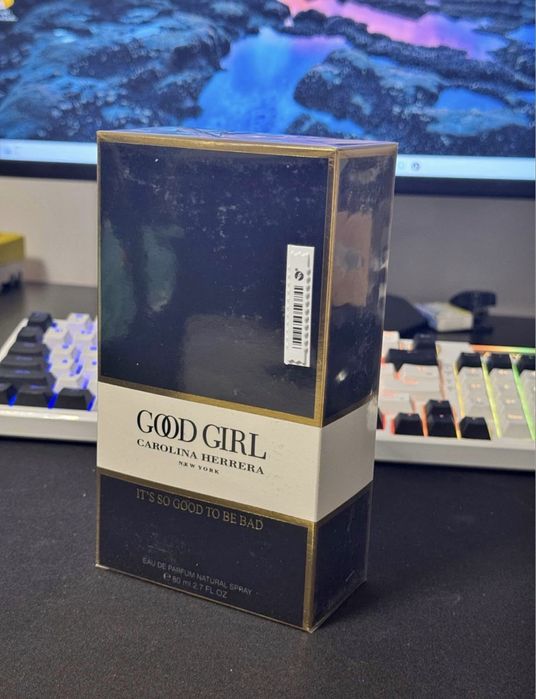 GOOD GIRL
CAROLINA HERRERA
NEW YORK
IT'S SO GOOD TO BE BAD
EAU DE PARFUM NATURAL SPRAY
℮ 80 ml 2.7 FL OZ